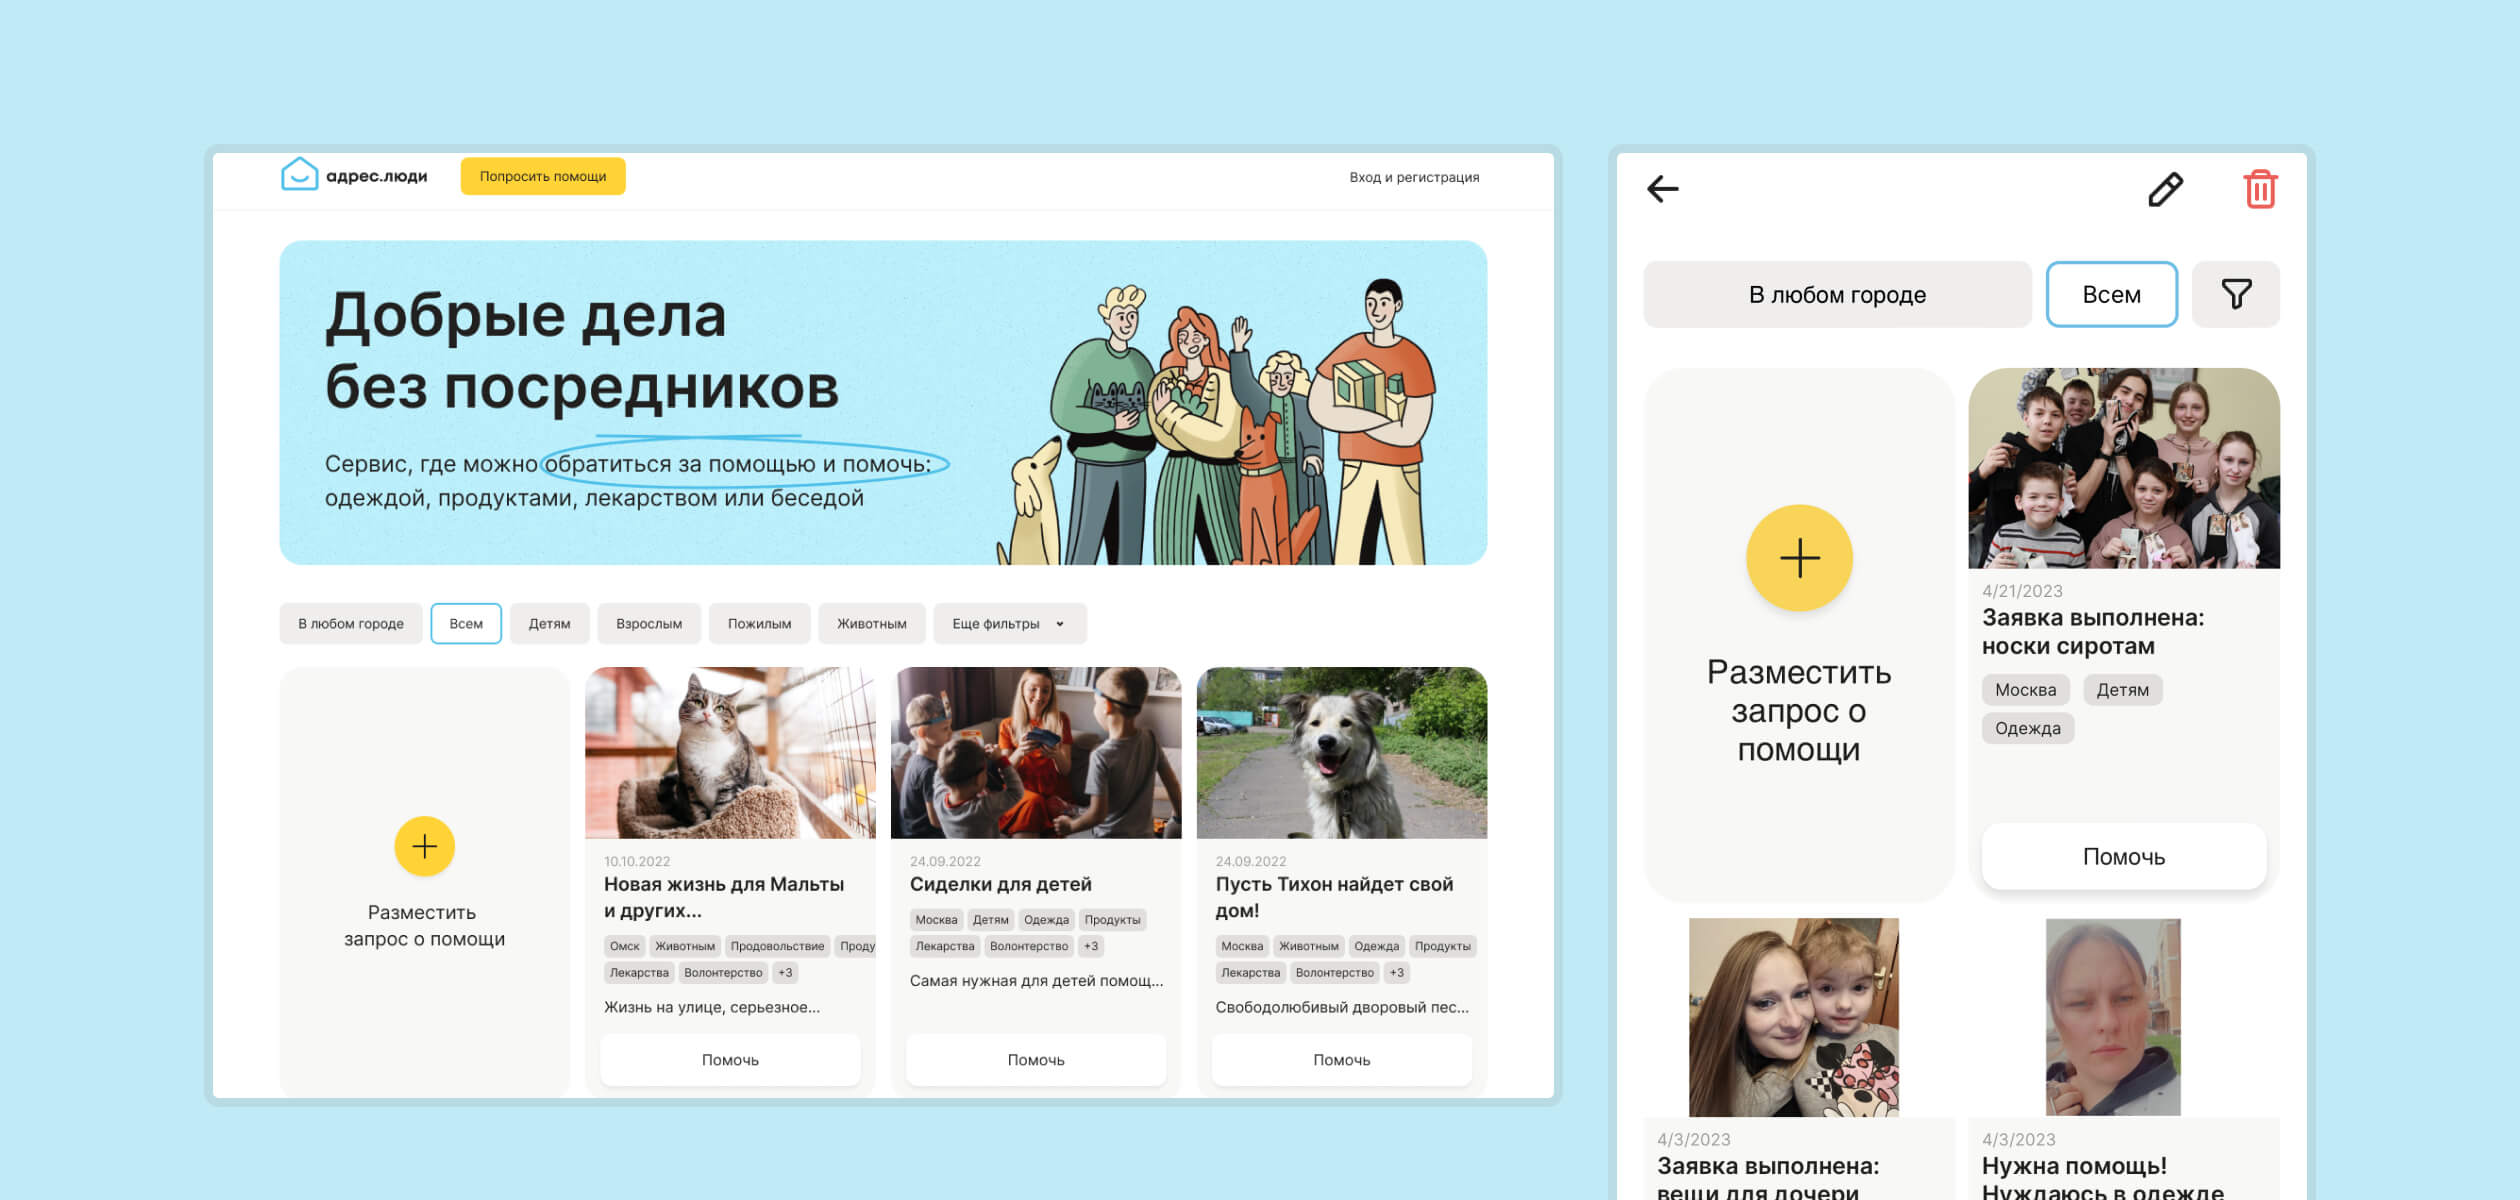 адрес.люди
Попросить помощи
Вход и регистрация
Добрые дела
без посредников
Сервис, где можно обратиться за помощью и помочь:
одеждой, продуктами, лекарством или беседой
В любом городе
Всем
Детям
Взрослым
Пожилым
Животным
Еще фильтры
Разместить
запрос о помощи
10.10.2022
Новая жизнь для Мальты
и других...
Омск Животным Продовольствие Проду
Лекарства Волонтерство +3
Жизнь на улице, серьезное...
Помочь
24.09.2022
Сиделки для детей
Москва Детям Одежда Продукты
Лекарства Волонтерство +3
Самая нужная для детей помощ...
Помочь
24.09.2022
Пусть Тихон найдет свой
дом!
Москва Животным Одежда Продукты
Лекарства Волонтерство +3
Свободолюбивый дворовый пес...
Помочь
В любом городе
Всем
Разместить
запрос о
помощи
4/21/2023
Заявка выполнена:
носки сиротам
Москва Детям
Одежда
Помочь
4/3/2023
Заявка выполнена:
вещи для дочери
4/3/2023
Нужна помощь!
Нуждаюсь в одежде